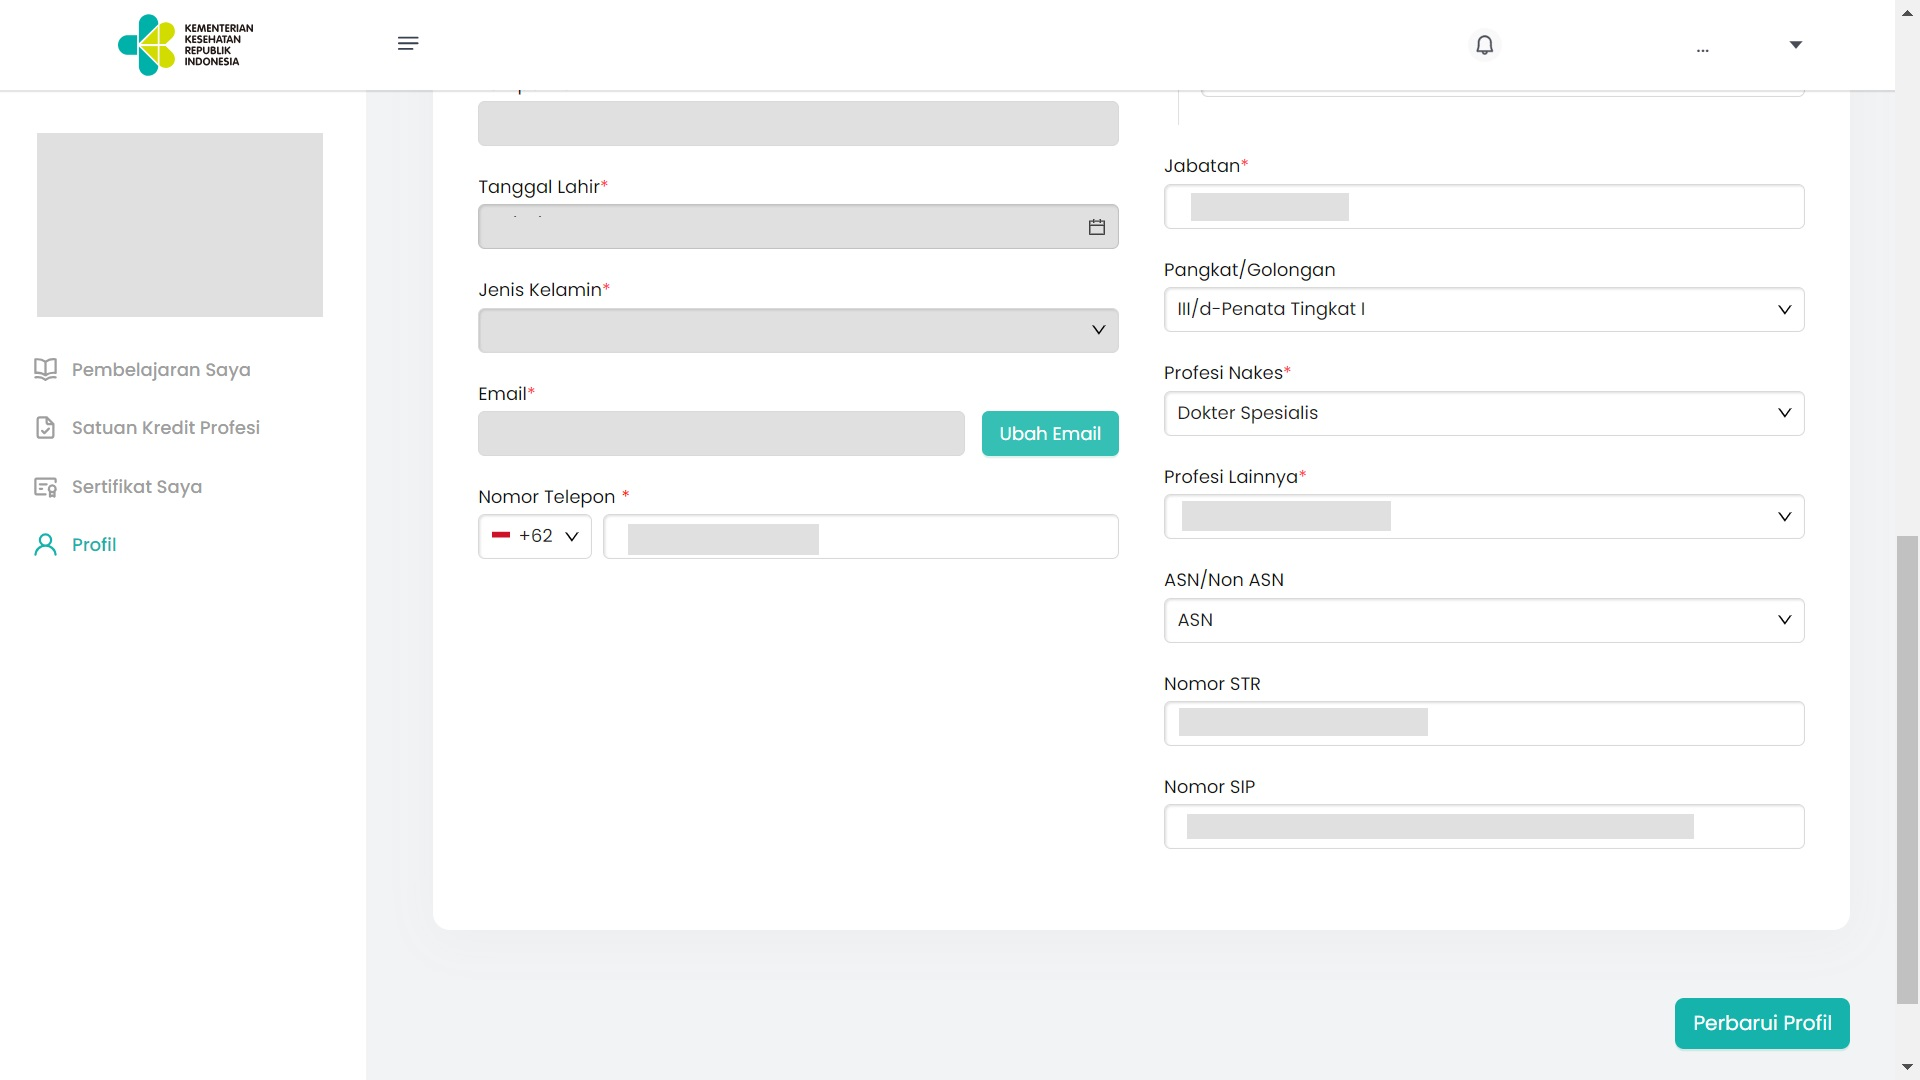 KEMENTERIAN
KESEHATAN
REPUBLIK
INDONESIA
...
Pembelajaran Saya
Satuan Kredit Profesi
Sertifikat Saya
Profil
Tanggal Lahir*
Jenis Kelamin*
Email*
Ubah Email
Nomor Telepon *
+62
Jabatan*
Pangkat/Golongan
III/d-Penata Tingkat I
Profesi Nakes*
Dokter Spesialis
Profesi Lainnya*
ASN/Non ASN
ASN
Nomor STR
Nomor SIP
Perbarui Profil